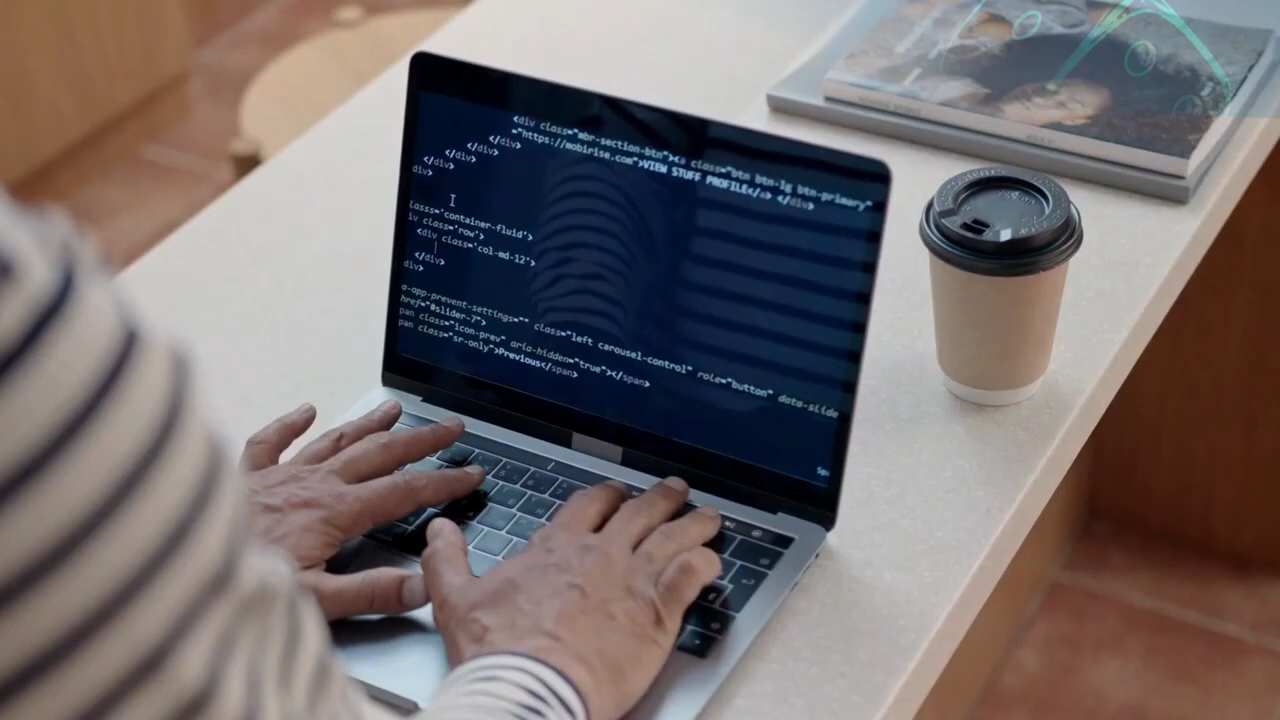 <div class="mbr-section-btn"><a class="btn btn-lg btn-primary"
="https://mobirise.com">VIEW STUFF PROFILE</a> </div>
</div>
</div>
</div>
div>
lasss='container-fluid'>
iv class='row'>
<div class='col-md-12'>
</div>
div>
a-app-prevent-settings="" class="left carousel-control" role="button" data-slide
href="#slider-7">
pan class="icon-prev" aria-hidden="true"></span>
pan class="sr-only">Previous</span>